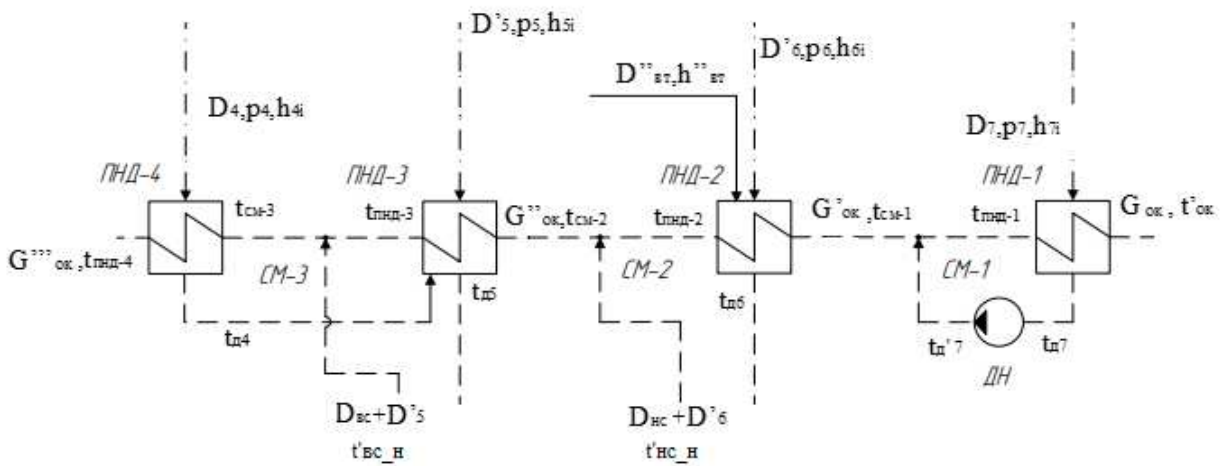 D’5,p5,h5i
D’6,p6,h6i
D’’вт,h’’вт
D4,p4,h4i
D7,p7,h7i
ПНД-4
ПНД-3
ПНД-2
ПНД-1
tсм-3
tпнд-3
G’’ок,tсм-2
tпнд-2
G’ок,tсм-1
tпнд-1
Gок, t’ок
G’’’ок,tпнд-4
СМ-3
СМ-2
СМ-1
tд5
tд6
tд4
tд’7
tд7
ДН
Dвс+D’5
t’вс_н
Dнс+D’6
t’нс_н